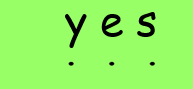 yes
. . .